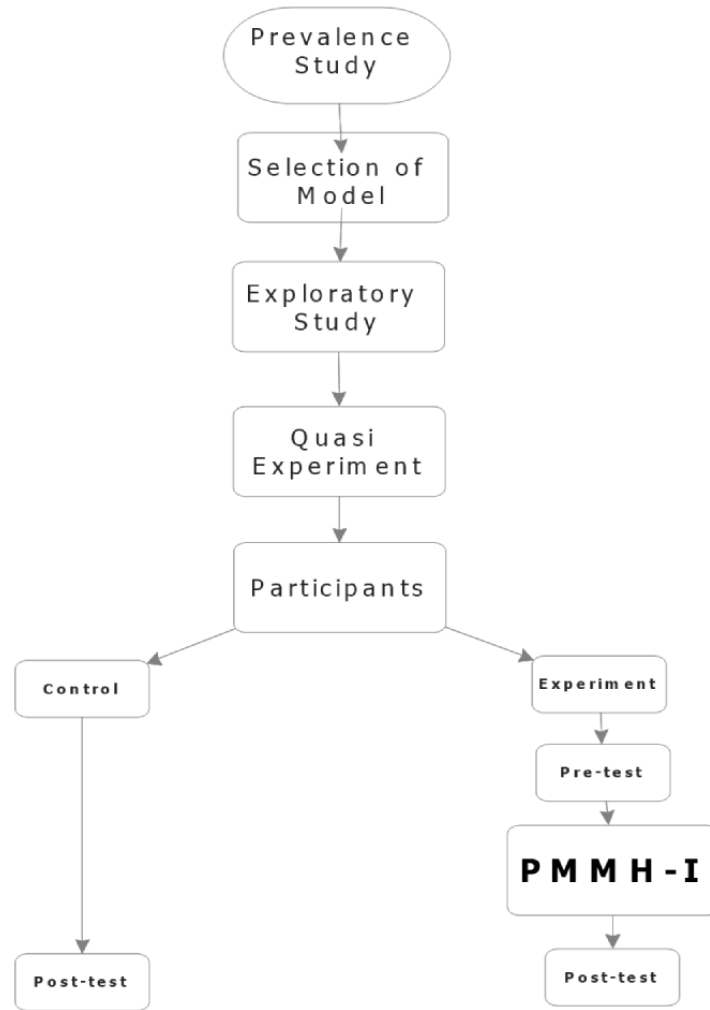 Prevalence
Study
Selection of
Model
Exploratory
Study
Quasi
Experiment
Participants
Control
Experiment
Pre-test
PMMH-I
Post-test
Post-test